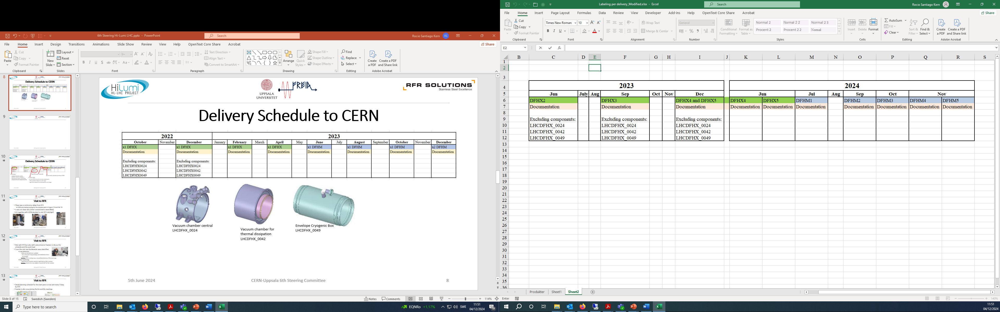 6th Steering Hi-Lumi LHC.pptx - PowerPoint
Search
Rocio Santiago Kern
RS
File Home Insert Design Transitions Animations Slide Show Review View Help OpenText Core Share Acrobat
Share
Paste
Cut
Copy
Format Painter
Clipboard
New Slide
Layout
Reset
Section
Slides
Font
Text Direction
Align Text
Convert to SmartArt
Paragraph
Arrange
Quick Styles
Shape Fill
Shape Outline
Shape Effects
Drawing
Find
Replace
Select
Editing
Create a PDF
Create a PDF and Share link
Adobe Acrobat
8
Delivery Schedule to CERN
9
10
Delivery Schedule to CERN
11
Visit to RFR
12
Visit to RFR
13
Visit to RFR
HiLumi
HL-LHC PROJECT
UPPSALA
UNIVERSITET
FREIA
RFR SOLUTIONS
Stainless Steel Excellence
Delivery Schedule to CERN
2022 2023
October November December January February March April May June July August September October November December
x1 DFHX x1 DFHX x1 DFHX x1 DFHX x1 DFHM x1 DFHM x1 DFHM x2 DFHM
Documentation Documentation Documentation Documentation Documentation Documentation Documentation Documentation
Excluding components: Excluding components:
LHCDFHX0024 LHCDFHX0024
LHCDFHX0042 LHCDFHX0042
LHCDFHX0049 LHCDFHX0049
Vacuum chamber central
LHCDFHX_0024
Vacuum chamber for
thermal dissipation
LHCDFHX_0042
Envelope Cryogenic Box
LHCDFHX_0049
5th June 2024 CERN-Uppsala 6th Steering Committee 8
Slide 8 of 15 Swedish (Sweden) Notes Comments 114%
Type here to search
EQNRo +1,17% SWE 11:51 04/12/2024 19
Labeling per delivery_Modified.xlsx - Excel
Search
Rocio Santiago Kern
File Home Insert Page Layout Formulas Data Review View Developer Add-ins Help OpenText Core Share Acrobat
Share
Paste
Cut
Copy
Format Painter
Clipboard
Times New Roman 10
Font
Wrap Text
Merge & Center
Alignment
General
Number
Conditional Formatting
Format as Table
Normal 2 Normal 2 2 Normal 2 3
Procent 2 Procent 2 2 Normal
Styles
Insert Delete Format
Cells
AutoSum
Fill
Clear
Sort & Filter
Find & Select
Editing
Create a PDF
Create a PDF and Share link
Adobe Acrobat
E2
B C D E F G H I J K L M N O P Q R S
1
2
3
4 2023 2024
5 Jun July Aug Sep Oct Nov Dec Jun Jul Aug Sep Oct Nov
6 DFHX2 DFHX3 DFHX4 and DFHX5 DFHX4 DFHX5 DFHM1 DFHM2 DFHM3 DFHM4 DFHM5
7 Documentation Documentation Documentation Documentation Documentation Documentation Documentation Documentation Documentation Documentation
8
9 Excluding components: Excluding components: Excluding components:
10 LHCDFHX_0024 LHCDFHX_0024 LHCDFHX_0024
11 LHCDFHX_0042 LHCDFHX_0042 LHCDFHX_0042
12 LHCDFHX_0049 LHCDFHX_0049 LHCDFHX_0049
13
14
15
16
17
18
19
20
21
22
23
24
25
26
27
28
29
30
31
32
33
34
35
36
Produkter Sheet1 Sheet2
Enter 140%
11:51
04/12/2024